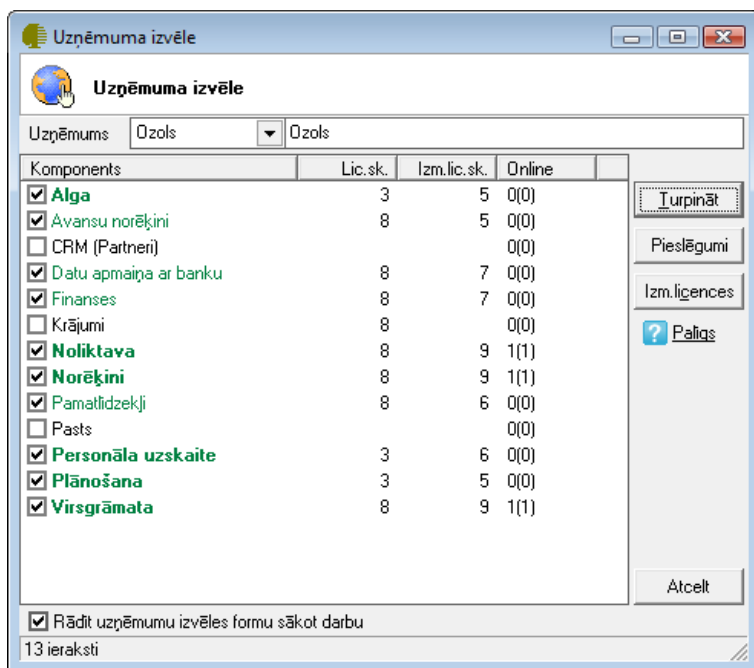 Uzņēmuma izvēle
Uzņēmuma izvēle
Uzņēmums Ozols Ozols
Komponents Lic.sk. Izm.lic.sk. Online
Alga 3 5 0(0)
Avansu norēķini 8 5 0(0)
CRM (Partneri) 0(0)
Datu apmaiņa ar banku 8 7 0(0)
Finanses 8 7 0(0)
Krājumi 8 0(0)
Noliktava 8 9 1(1)
Norēķini 8 9 1(1)
Pamatlīdzekļi 8 6 0(0)
Pasts 0(0)
Personāla uzskaite 3 6 0(0)
Plānošana 3 5 0(0)
Virsgrāmata 8 9 1(1)
Turpināt
Pieslēgumi
Izm.licences
? Palīgs
Atcelt
Rādīt uzņēmumu izvēles formu sākot darbu
13 ieraksti